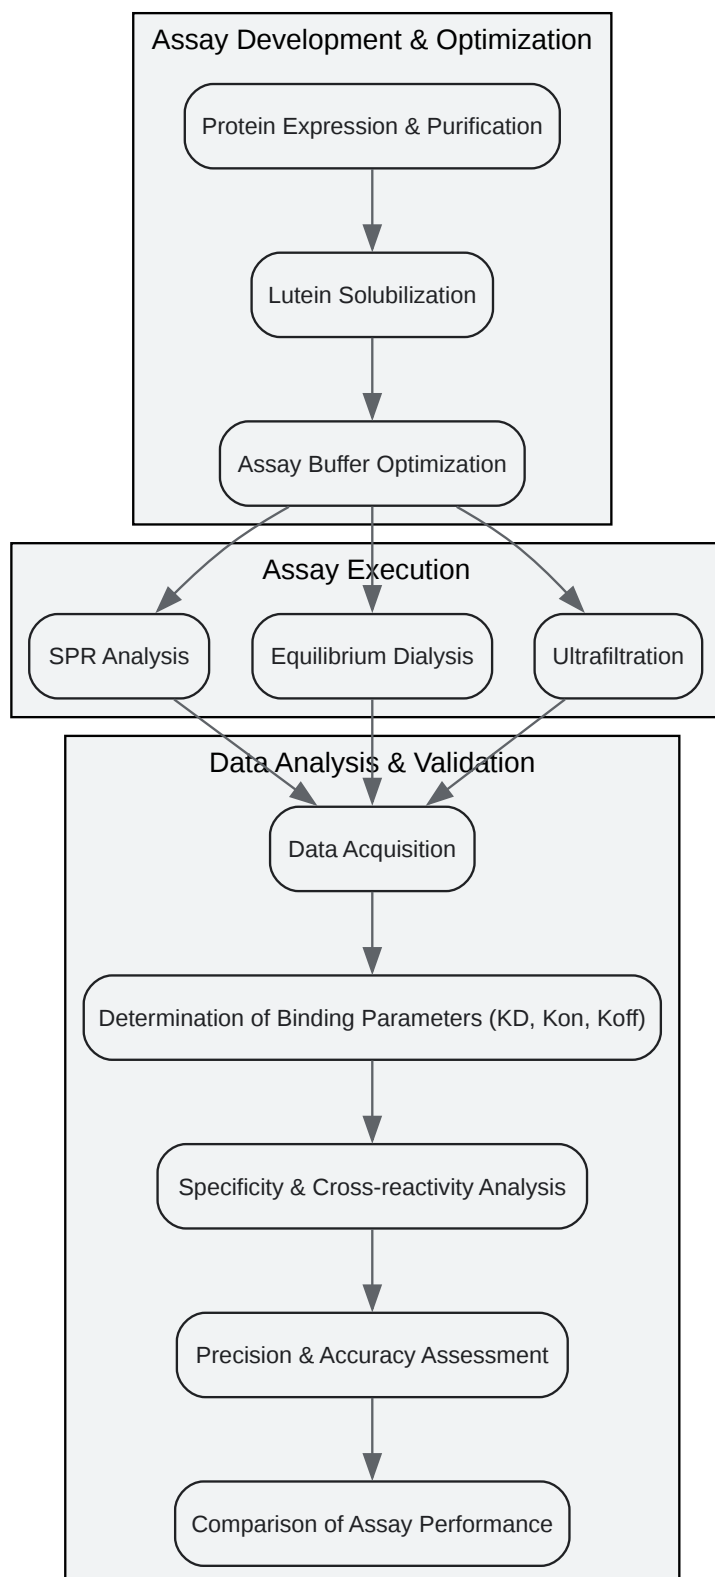 Assay Development & Optimization
Protein Expression & Purification
Lutein Solubilization
Assay Buffer Optimization
Assay Execution
SPR Analysis
Equilibrium Dialysis
Ultrafiltration
Data Analysis & Validation
Data Acquisition
Determination of Binding Parameters (KD, Kon, Koff)
Specificity & Cross-reactivity Analysis
Precision & Accuracy Assessment
Comparison of Assay Performance